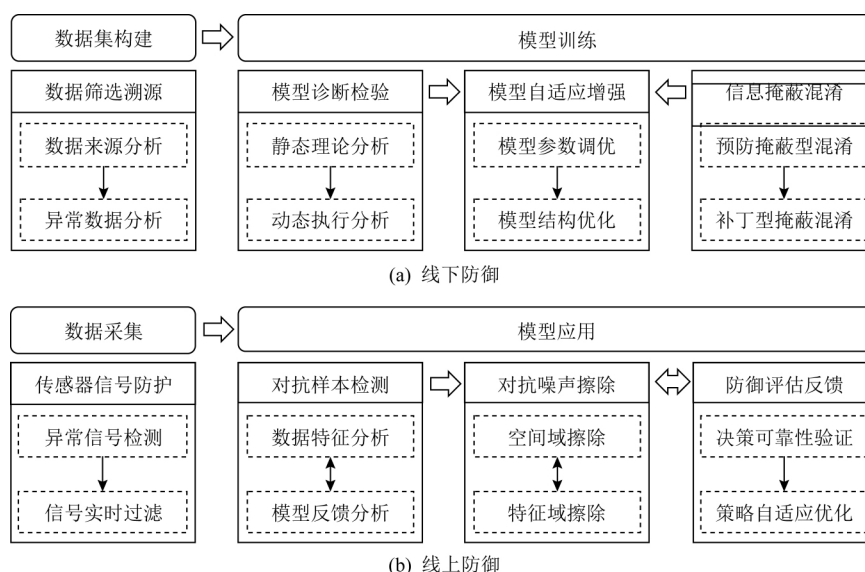 数据集构建
模型训练
数据筛选溯源
模型诊断检验
模型自适应增强
信息掩蔽混淆
数据来源分析
静态理论分析
模型参数调优
预防掩蔽型混淆
异常数据分析
动态执行分析
模型结构优化
补丁型掩蔽混淆
(a) 线下防御
数据采集
模型应用
传感器信号防护
对抗样本检测
对抗噪声擦除
防御评估反馈
异常信号检测
数据特征分析
空间域擦除
决策可靠性验证
信号实时过滤
模型反馈分析
特征域擦除
策略自适应优化
(b) 线上防御